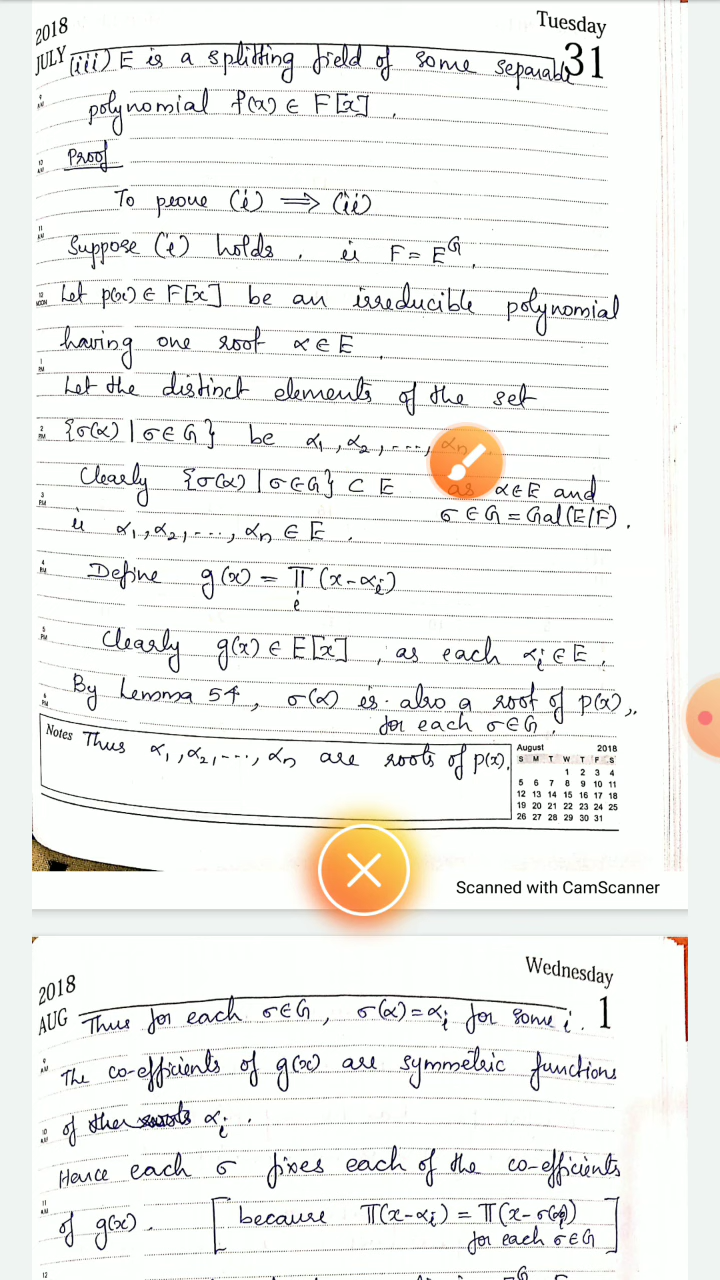 2018
JULY
Tuesday
31
(iii) E is a splitting field of some separable
polynomial f(x) ∈ F[x].
Proof
To prove (i) ⟹ (ii)
Suppose (i) holds. ie F = E^G.
Let p(x) ∈ F[x] be an irreducible polynomial
having one root α ∈ E.
Let the distinct elements of the set
{σ(α) | σ ∈ G} be α₁, α₂, ..., αn.
Clearly {σ(α) | σ ∈ G} ⊂ E as α ∈ E and
σ ∈ G = Gal(E/F).
ie α₁, α₂, ..., αn ∈ E.
Define g(x) = π (x-αi)
i
Clearly g(x) ∈ E[x], as each αi ∈ E.
By Lemma 54, σ(α) is also a root of p(x),
for each σ ∈ G.
Notes Thus α₁, α₂, ..., αn are roots of p(x).
August 2018
S M T W T F S
1 2 3 4
5 6 7 8 9 10 11
12 13 14 15 16 17 18
19 20 21 22 23 24 25
26 27 28 29 30 31
Scanned with CamScanner
2018
AUG
Wednesday
1
Thus for each σ ∈ G, σ(α) = αi for some i.
The co-efficients of g(x) are symmetric functions
of the αi.
Hence each σ fixes each of the co-efficients
of g(x). [because π(x-αi) = π(x-σ(αi))
for each σ ∈ G]